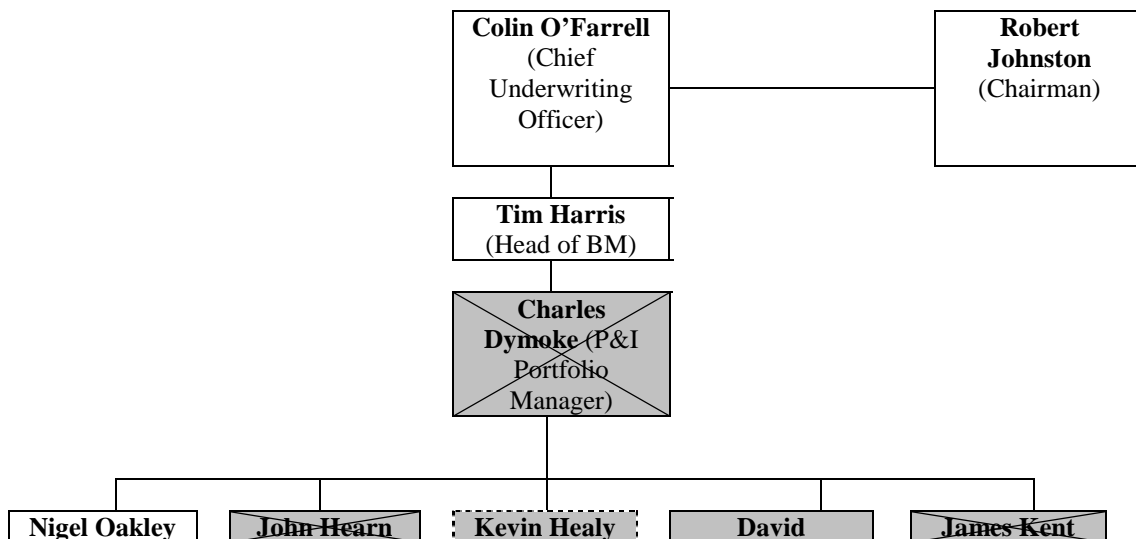 Colin O’Farrell
(Chief
Underwriting
Officer)
Robert
Johnston
(Chairman)
Tim Harris
(Head of BM)
Charles
Dymoke (P&I
Portfolio
Manager)
Nigel Oakley
John Hearn
Kevin Healy
David
James Kent